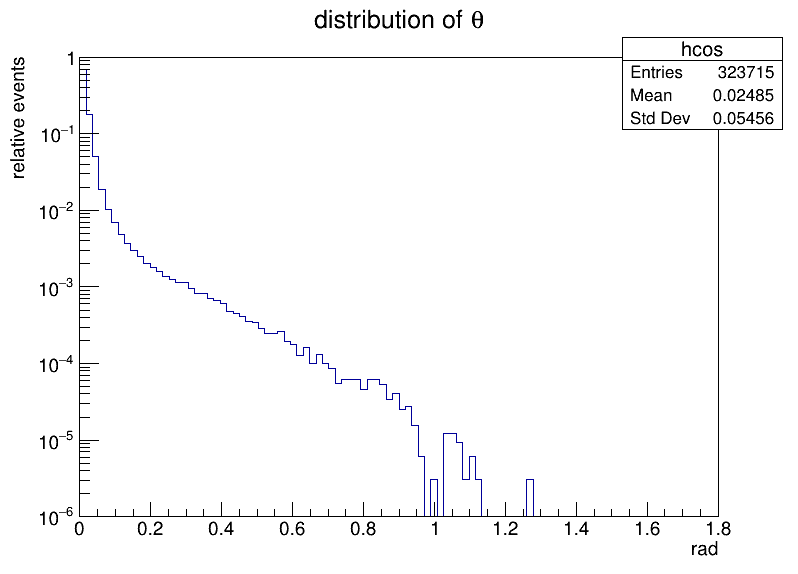 distribution of θ
hcos
Entries 323715
Mean 0.02485
Std Dev 0.05456
relative events
1
10⁻¹
10⁻²
10⁻³
10⁻⁴
10⁻⁵
10⁻⁶
0 0.2 0.4 0.6 0.8 1 1.2 1.4 1.6 1.8
rad